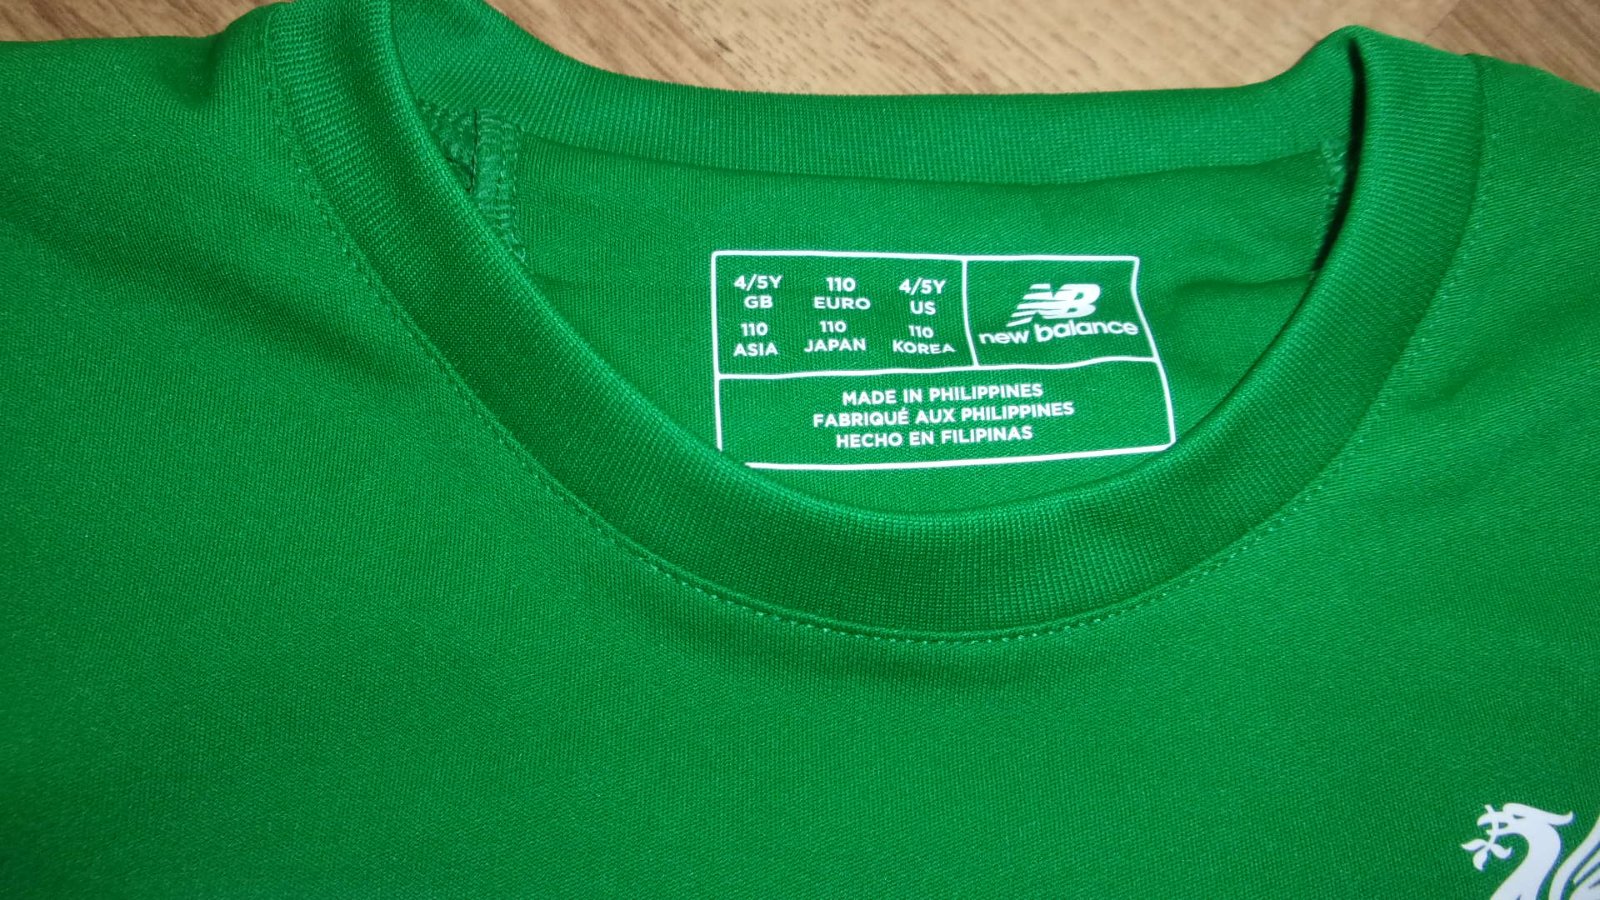 4/5Y 110 4/5Y
GB EURO US
110 110 110
ASIA JAPAN KOREA
NB
new balance
MADE IN PHILIPPINES
FABRIQUÉ AUX PHILIPPINES
HECHO EN FILIPINAS